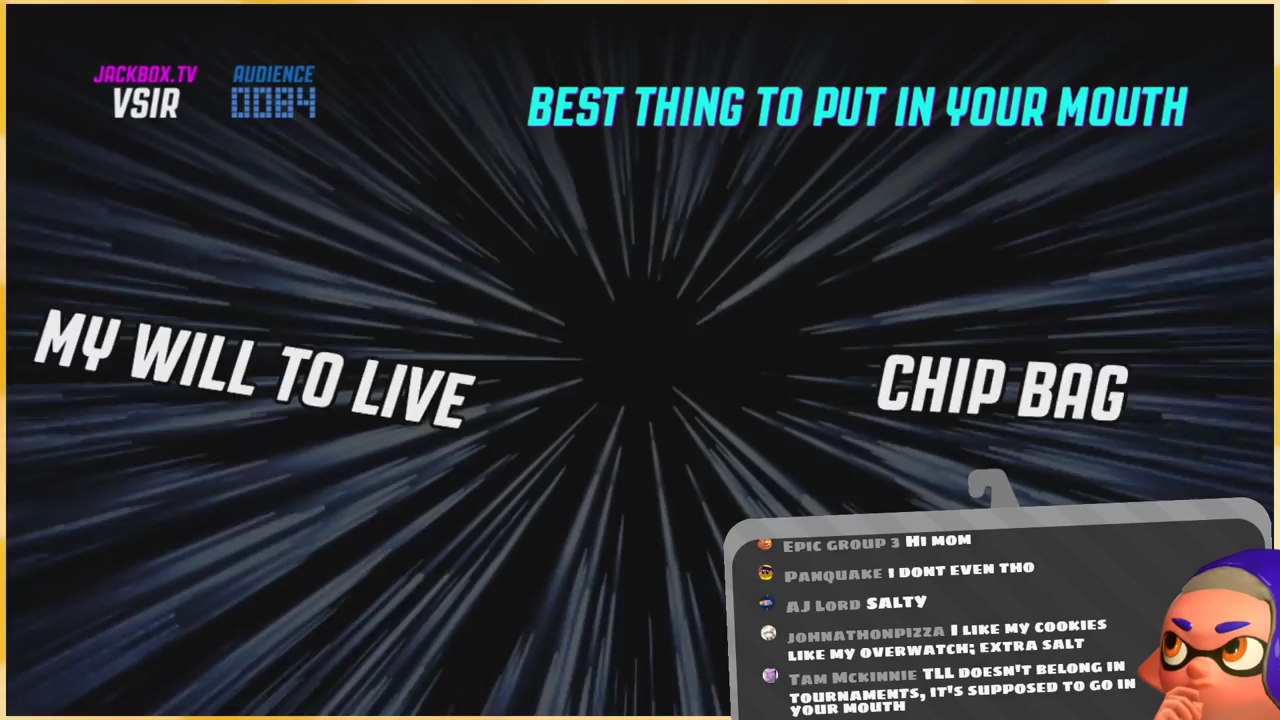 JACKBOX.TV
VSIR
AUDIENCE
0084
BEST THING TO PUT IN YOUR MOUTH
MY WILL TO LIVE
CHIP BAG
EPIC GROUP 3 HI MOM
PANQUAKE I DONT EVEN THO
AJ LORD SALTY
JOHNATHONPIZZA I LIKE MY COOKIES
LIKE MY OVERWATCH; EXTRA SALT
TAM MCKINNIE TLL DOESN'T BELONG IN
TOURNAMENTS, IT'S SUPPOSED TO GO IN
YOUR MOUTH